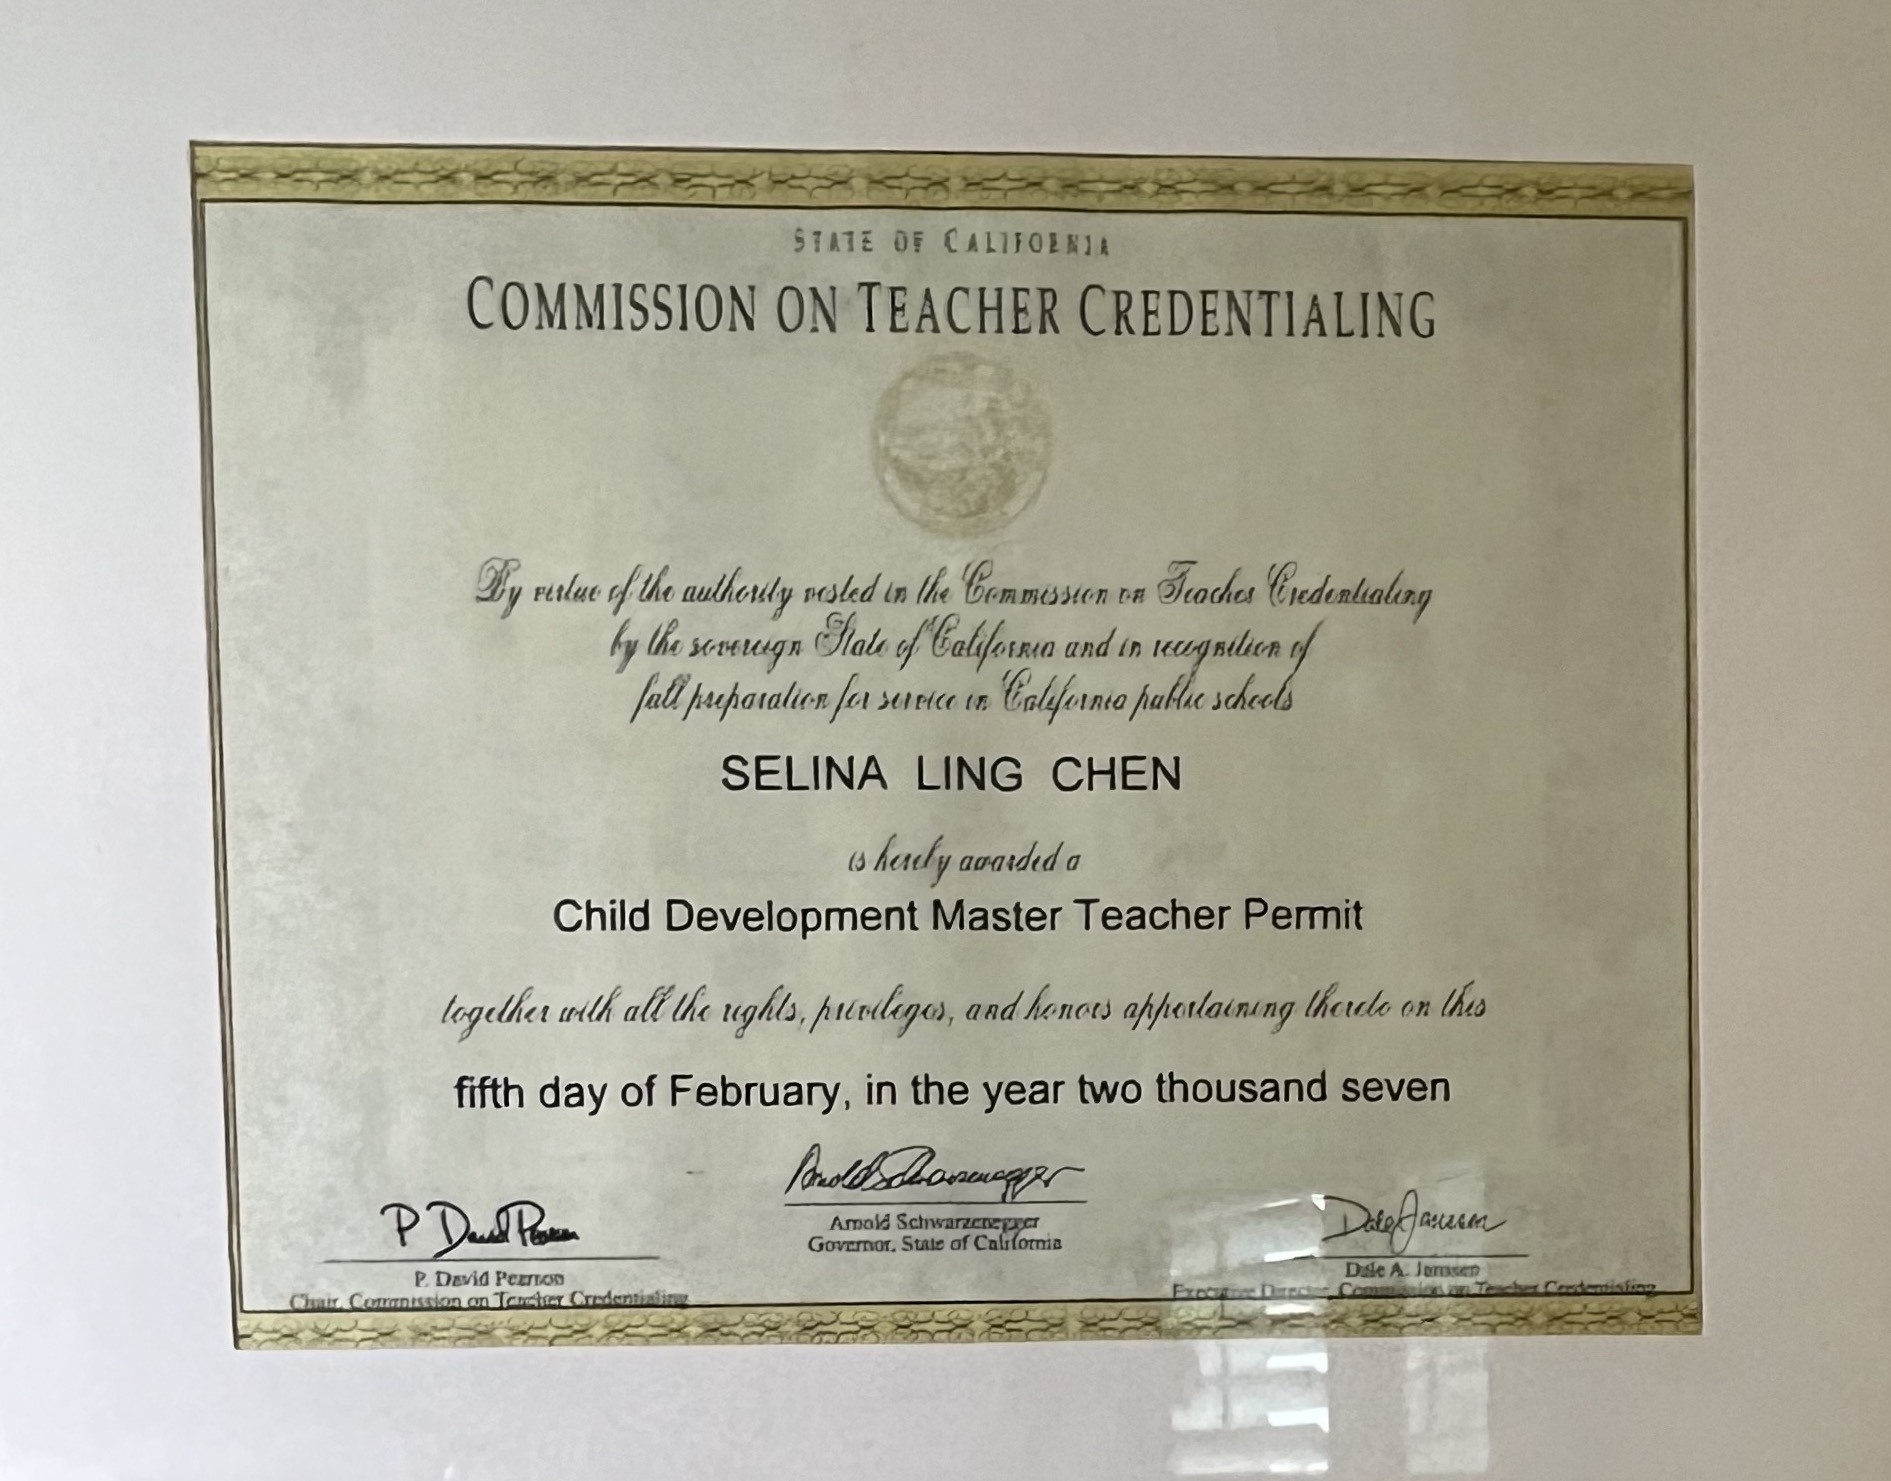 STATE OF CALIFORNIA
COMMISSION ON TEACHER CREDENTIALING
By virtue of the authority vested in the Commission on Teacher Credentialing
by the sovereign State of California and in recognition of
full preparation for service in California public schools
SELINA LING CHEN
is hereby awarded a
Child Development Master Teacher Permit
together with all the rights, privileges, and honors appertaining thereto on this
fifth day of February, in the year two thousand seven
Arnold Schwarzenegger
P David Pearson
Dale Janssen
Arnold Schwarzenegger
Governor, State of California
P. David Pearson
Chair, Commission on Teacher Credentialing
Dale A. Janssen
Executive Director, Commission on Teacher Credentialing